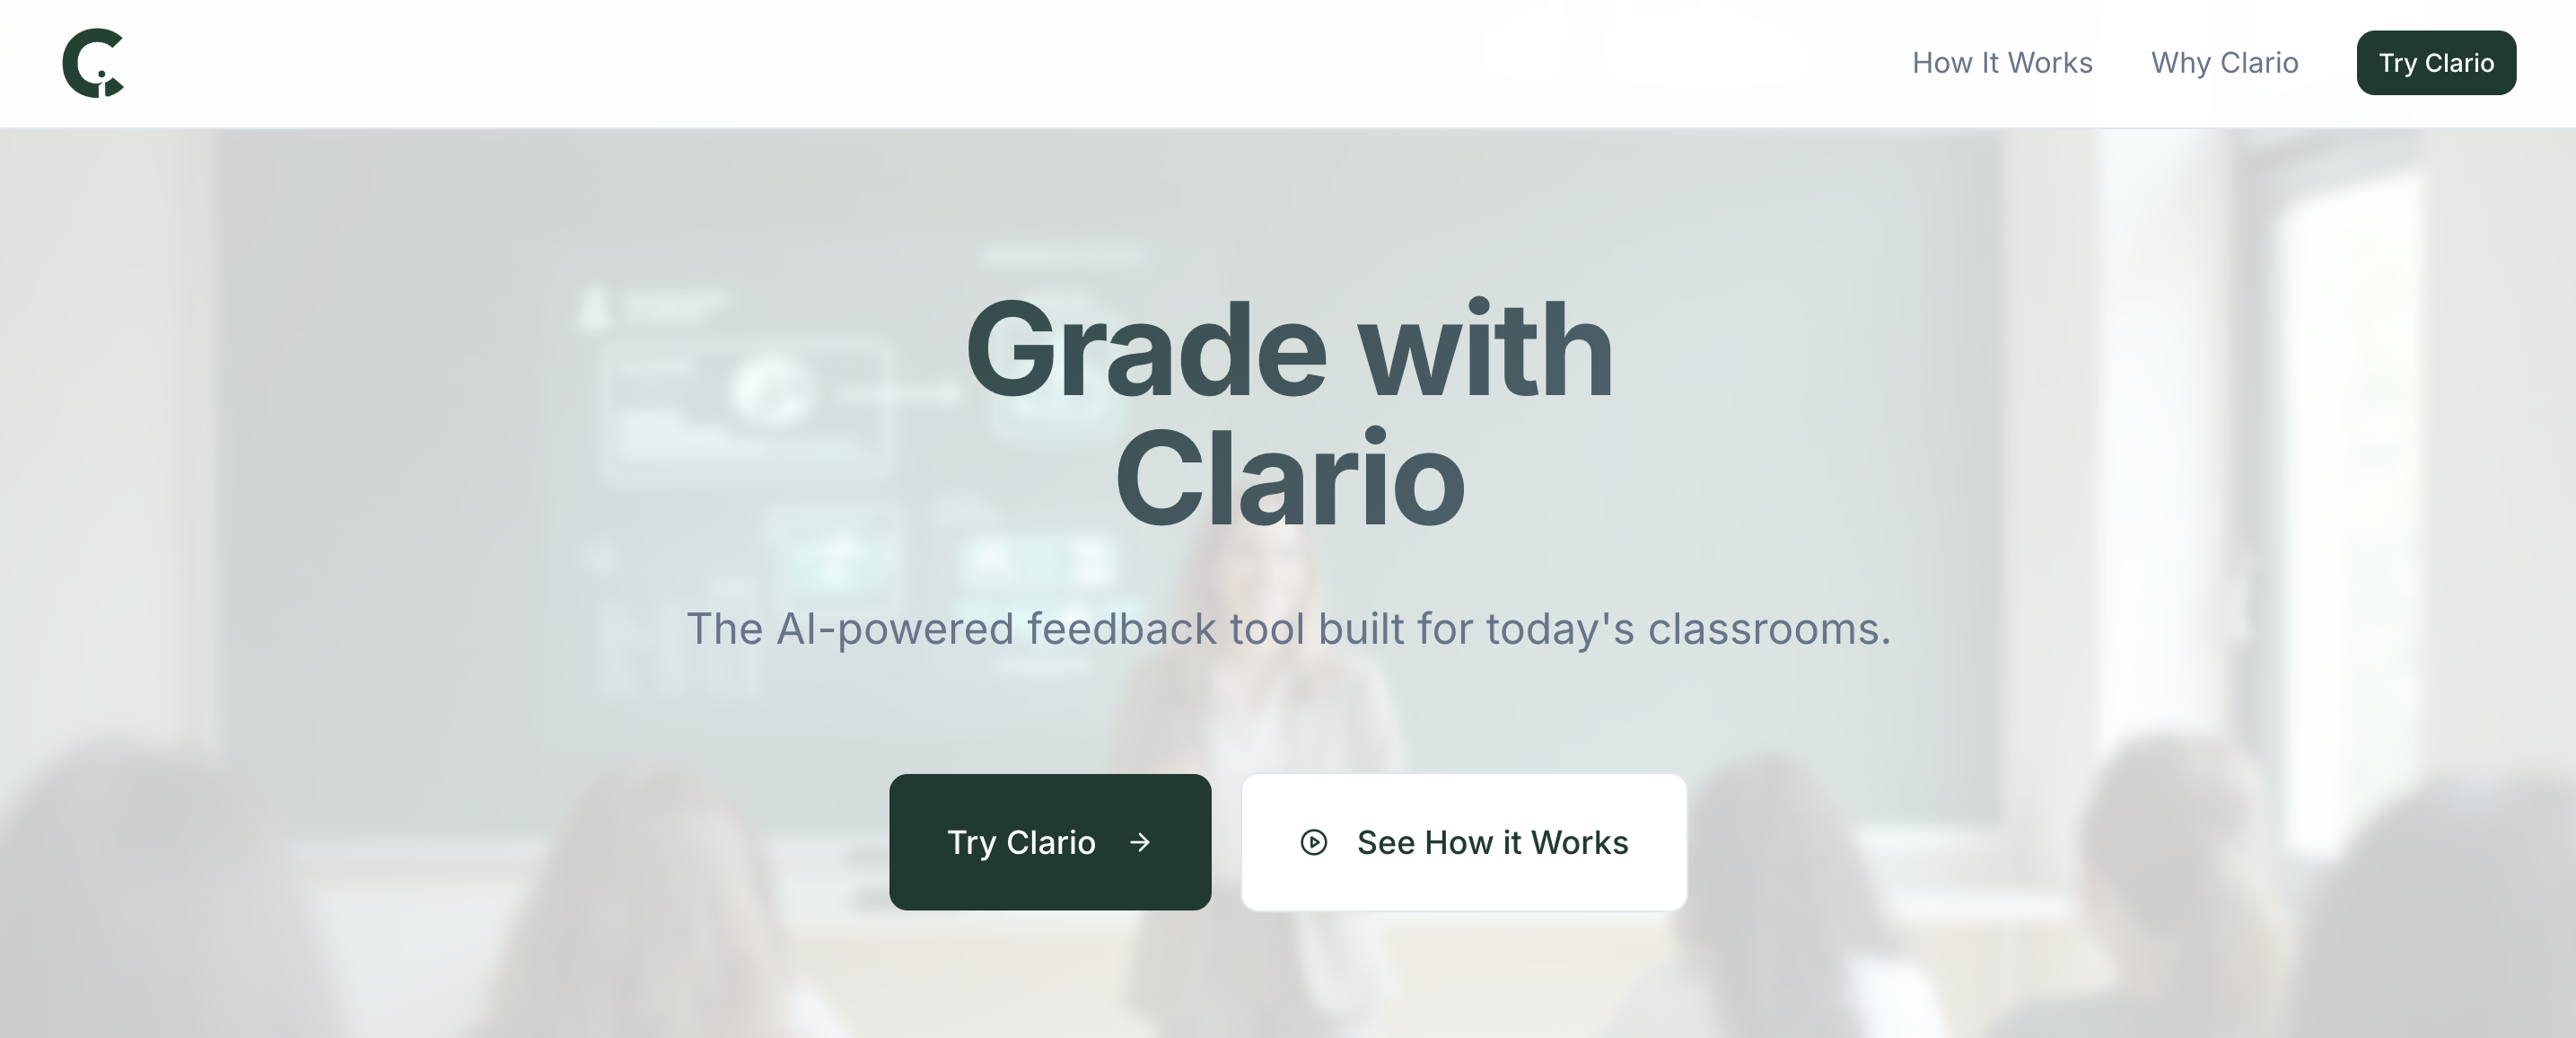 How It Works
Why Clario
Try Clario
Grade with
Clario
The AI-powered feedback tool built for today's classrooms.
Try Clario →
See How it Works